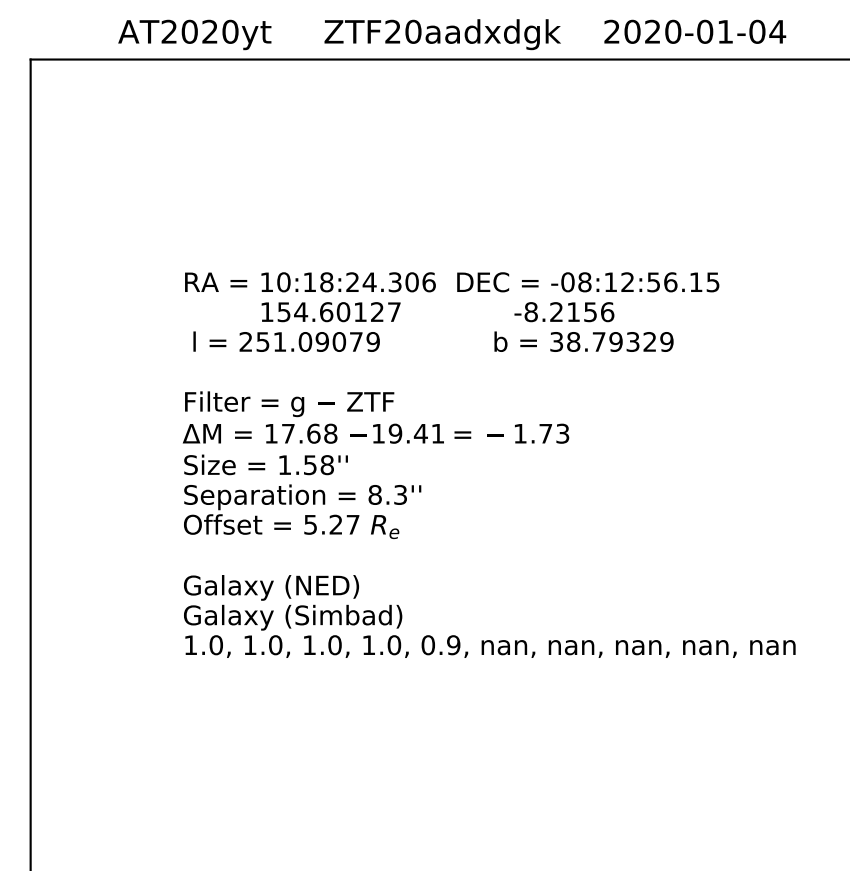 AT2020yt ZTF20aadxdgk 2020-01-04
RA = 10:18:24.306 DEC = -08:12:56.15
154.60127 -8.2156
l = 251.09079 b = 38.79329
Filter = g − ZTF
ΔM = 17.68 −19.41 = − 1.73
Size = 1.58''
Separation = 8.3''
Offset = 5.27 Rₑ
Galaxy (NED)
Galaxy (Simbad)
1.0, 1.0, 1.0, 1.0, 0.9, nan, nan, nan, nan, nan